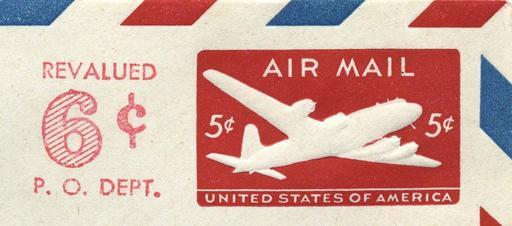 REVALUED
6¢
P. O. DEPT.
AIR MAIL
5¢ 5¢
UNITED STATES OF AMERICA